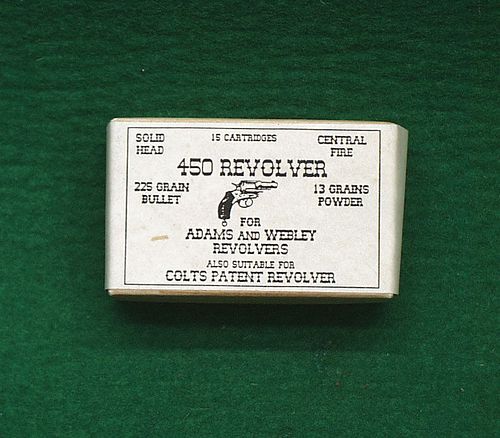 SOLID HEAD
15 CARTRIDGES
CENTRAL FIRE
450 REVOLVER
225 GRAIN BULLET
13 GRAINS POWDER
FOR
ADAMS AND WEBLEY
REVOLVERS
ALSO SUITABLE FOR
COLTS PATENT REVOLVER